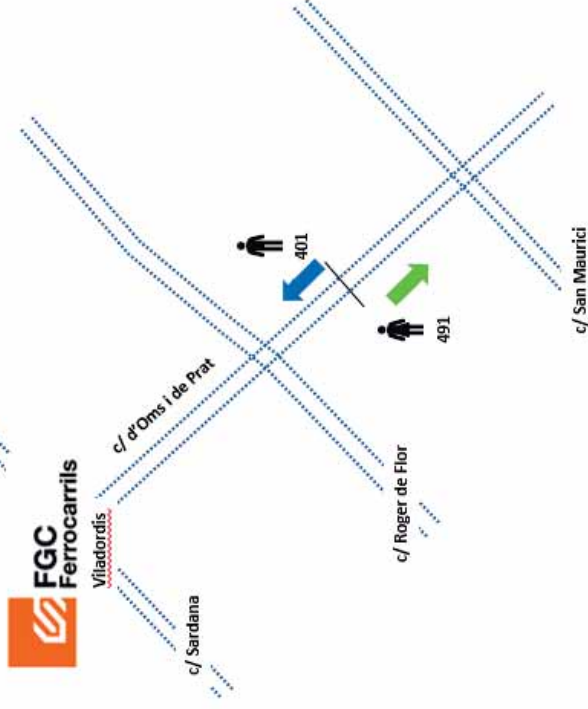 FGC
Ferrocarrils
Viladordis
c/ Sardana
c/ d'Oms i de Prat
c/ Roger de Flor
401
491
c/ San Maurici